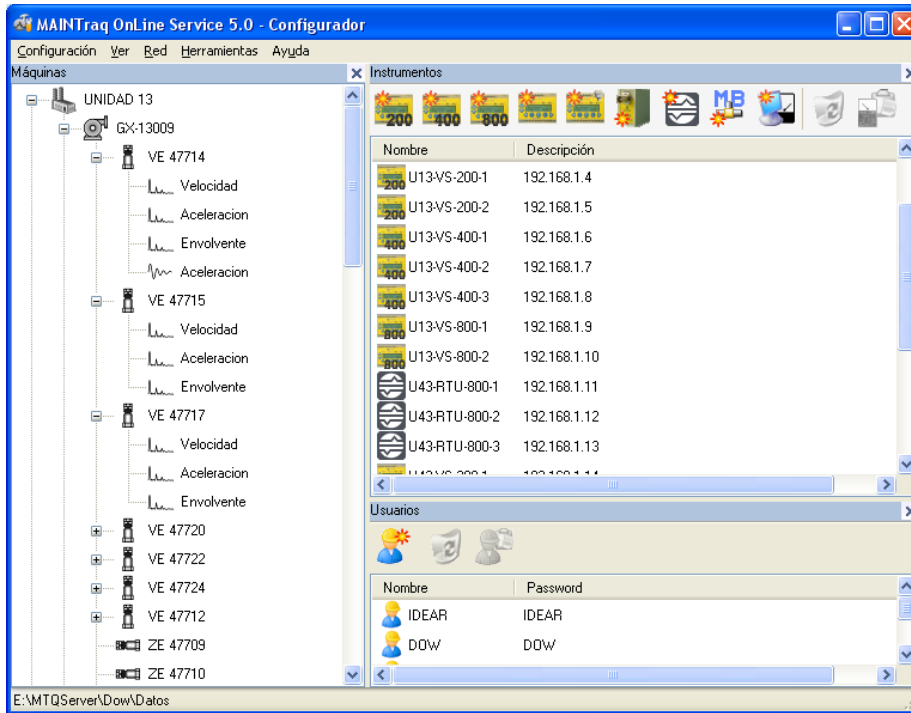 MAINTraq OnLine Service 5.0 - Configurador
Configuración Ver Red Herramientas Ayuda
Máquinas
UNIDAD 13
GX-13009
VE 47714
Velocidad
Aceleracion
Envolvente
Aceleracion
VE 47715
Velocidad
Aceleracion
Envolvente
VE 47717
Velocidad
Aceleracion
Envolvente
VE 47720
VE 47722
VE 47724
VE 47712
ZE 47709
ZE 47710
Instrumentos
200 400 800 MB
Nombre Descripción
200 U13-VS-200-1 192.168.1.4
200 U13-VS-200-2 192.168.1.5
400 U13-VS-400-1 192.168.1.6
400 U13-VS-400-2 192.168.1.7
400 U13-VS-400-3 192.168.1.8
800 U13-VS-800-1 192.168.1.9
800 U13-VS-800-2 192.168.1.10
U43-RTU-800-1 192.168.1.11
U43-RTU-800-2 192.168.1.12
U43-RTU-800-3 192.168.1.13
Usuarios
Nombre Password
IDEAR IDEAR
DOW DOW
E:\MTQServer\Dow\Datos